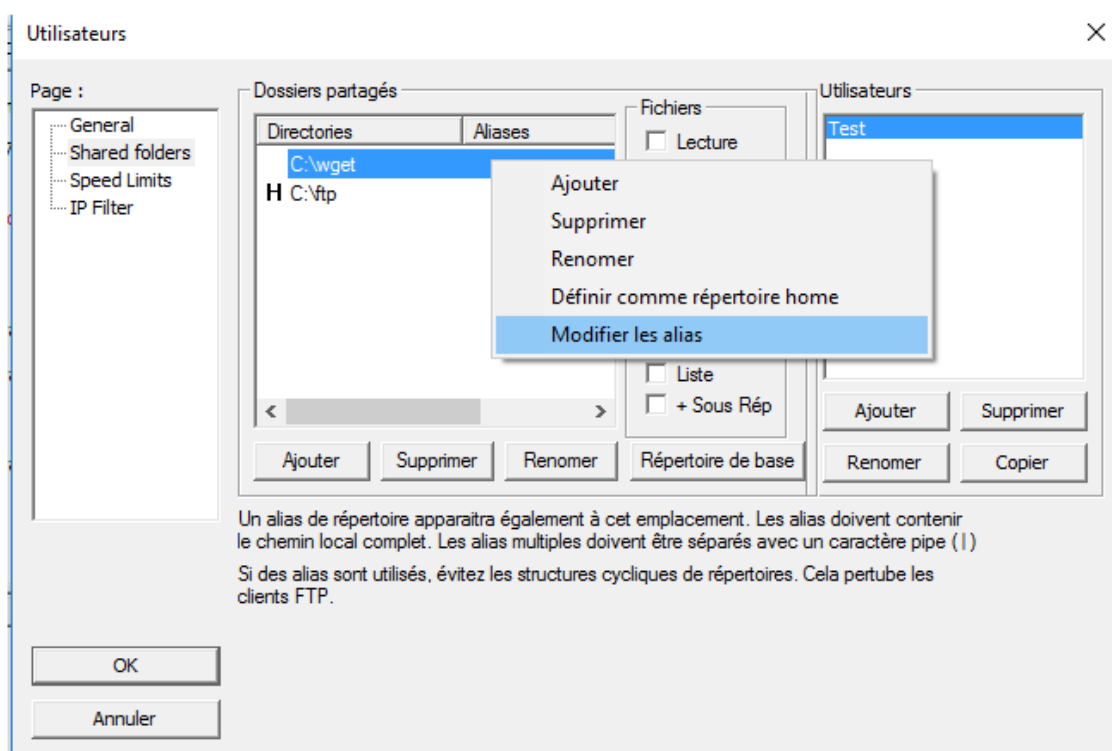 Utilisateurs
Page :
General
Shared folders
Speed Limits
IP Filter
Dossiers partagés
Directories Aliases
C:\wget
H C:\ftp
Fichiers
Lecture
Ajouter
Supprimer
Renomer
Définir comme répertoire home
Modifier les alias
Liste
+ Sous Rép
Ajouter Supprimer Renomer Répertoire de base
Utilisateurs
Test
Ajouter Supprimer
Renomer Copier
Un alias de répertoire apparaitra également à cet emplacement. Les alias doivent contenir
le chemin local complet. Les alias multiples doivent être séparés avec un caractère pipe (|)
Si des alias sont utilisés, évitez les structures cycliques de répertoires. Cela pertube les
clients FTP.
OK
Annuler